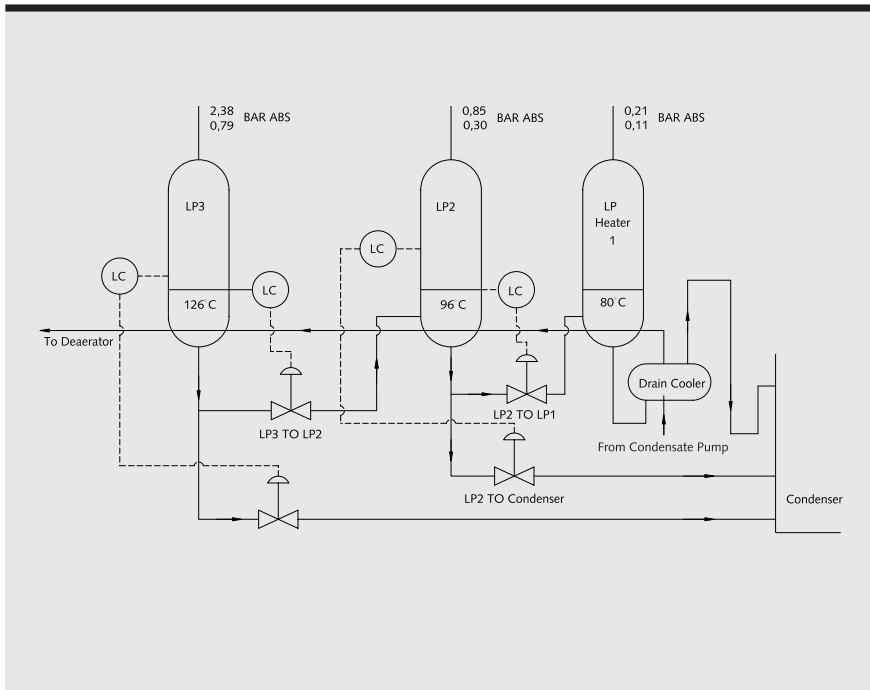 2,38
0,79 BAR ABS
0,85
0,30 BAR ABS
0,21
0,11 BAR ABS
LP3
LP2
LP
Heater
1
LC
LC
LC
LC
126°C
96°C
80°C
To Deaerator
Drain Cooler
LP3 TO LP2
LP2 TO LP1
From Condensate Pump
LP2 TO Condenser
Condenser